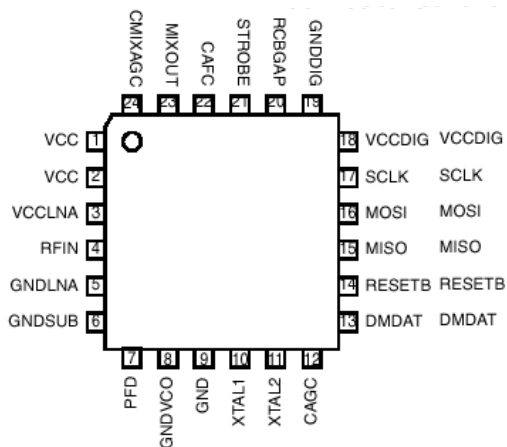 CMIXAGC MIXOUT CAFC STROBE RCBGAP GNDDIG
24 23 22 21 20 19
VCC 1 18 VCCDIG VCCDIG
VCC 2 17 SCLK SCLK
VCCLNA 3 16 MOSI MOSI
RFIN 4 15 MISO MISO
GNDLNA 5 14 RESETB RESETB
GNDSUB 6 13 DMDAT DMDAT
7 8 9 10 11 12
PFD GNDVCO GND XTAL1 XTAL2 CAGC